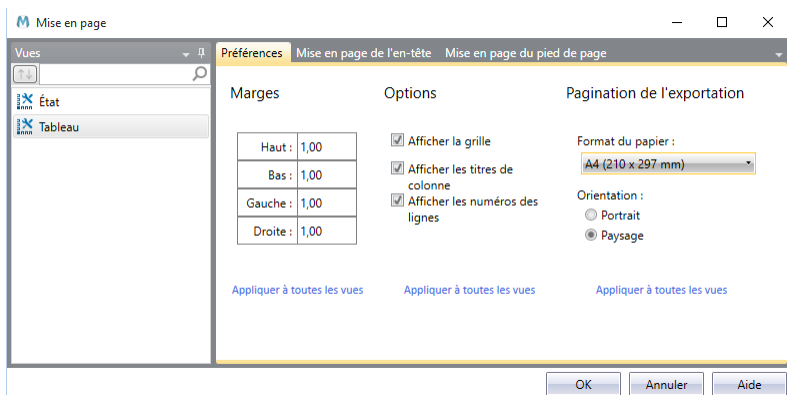 Mise en page
Vues
Préférences Mise en page de l'en-tête Mise en page du pied de page
État
Tableau
Marges
Haut : 1,00
Bas : 1,00
Gauche : 1,00
Droite : 1,00
Appliquer à toutes les vues
Options
Afficher la grille
Afficher les titres de
colonne
Afficher les numéros des
lignes
Appliquer à toutes les vues
Pagination de l'exportation
Format du papier :
A4 (210 x 297 mm)
Orientation :
Portrait
Paysage
Appliquer à toutes les vues
OK Annuler Aide